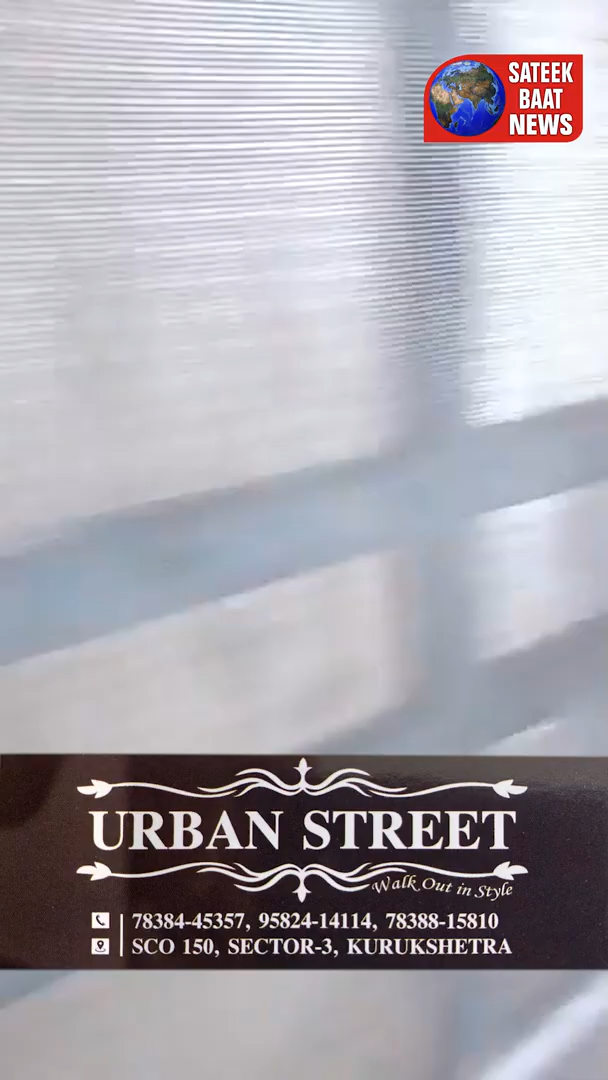 SATEEK
BAAT
NEWS
URBAN STREET
Walk Out in Style
78384-45357, 95824-14114, 78388-15810
SCO 150, SECTOR-3, KURUKSHETRA